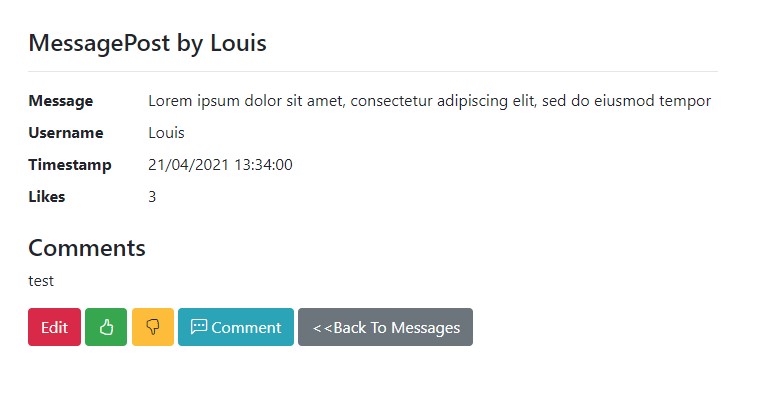 MessagePost by Louis
Message Lorem ipsum dolor sit amet, consectetur adipiscing elit, sed do eiusmod tempor
Username Louis
Timestamp 21/04/2021 13:34:00
Likes 3
Comments
test
Edit Comment <<Back To Messages